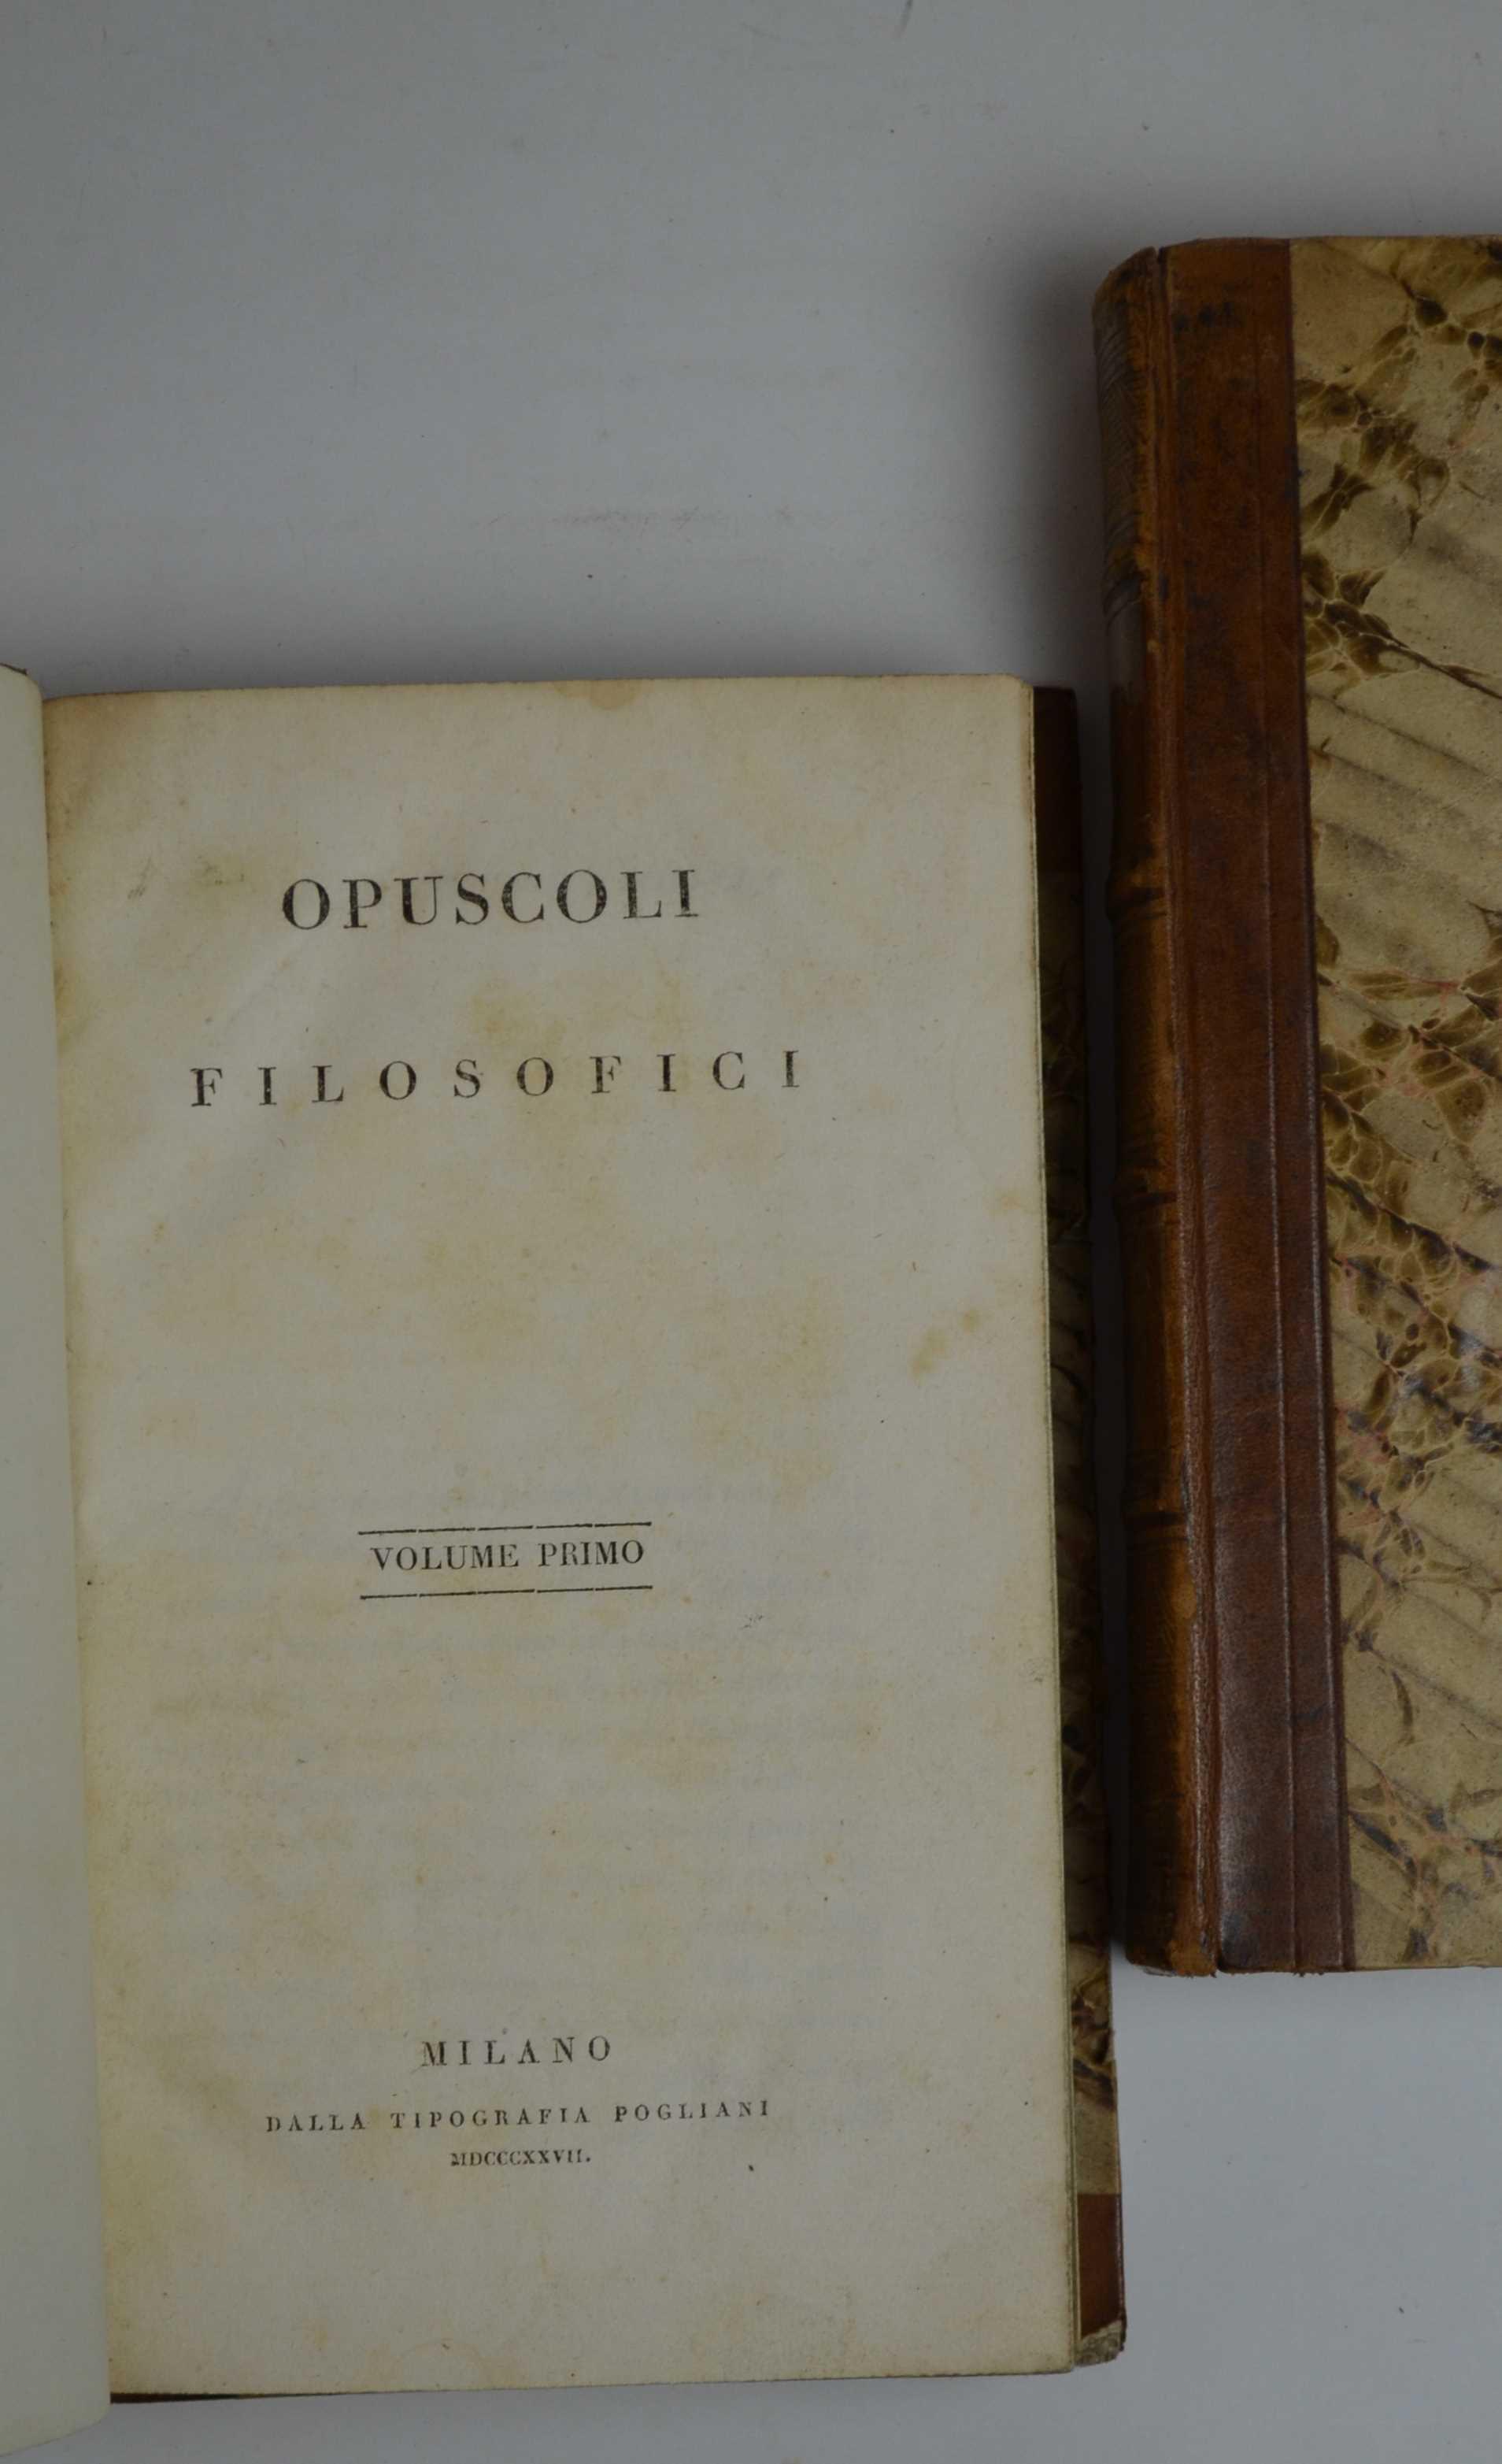 OPUSCOLI
FILOSOFICI
VOLUME PRIMO
MILANO
DALLA TIPOGRAFIA POGLIANI
MDCCCXXVII.